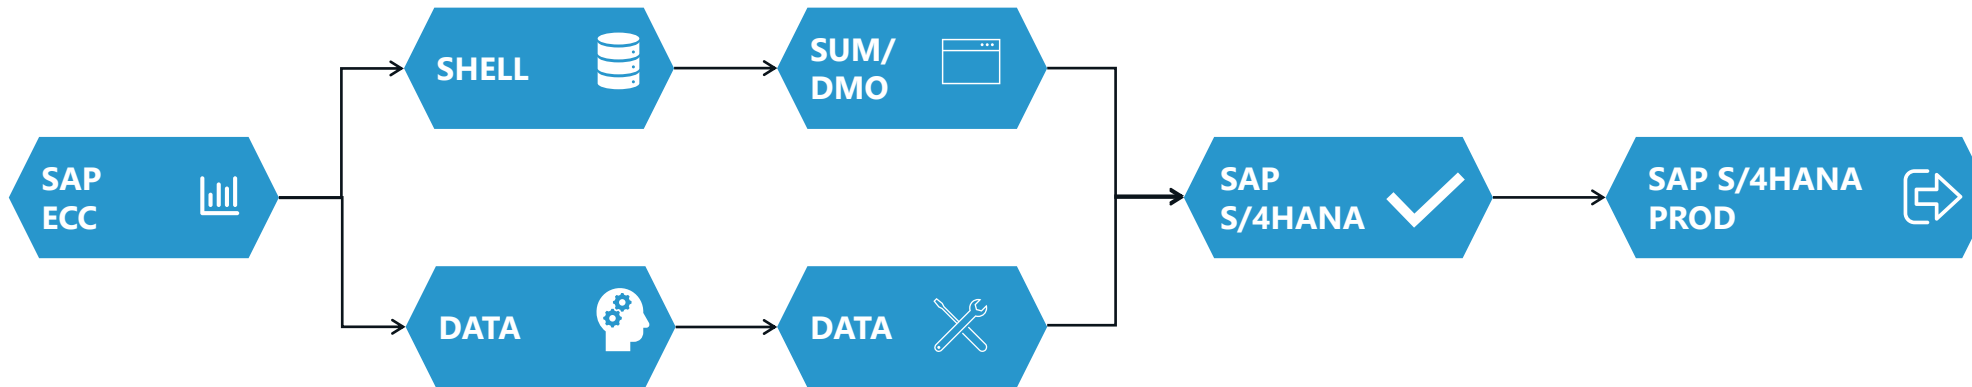 SAP
ECC
SHELL
SUM/
DMO
DATA
DATA
SAP
S/4HANA
SAP S/4HANA
PROD